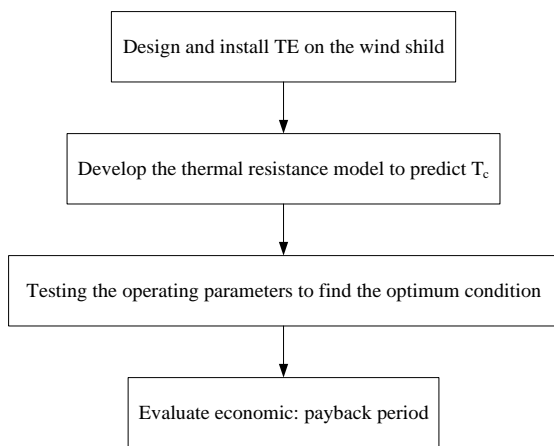 Design and install TE on the wind shild
Develop the thermal resistance model to predict Tc
Testing the operating parameters to find the optimum condition
Evaluate economic: payback period